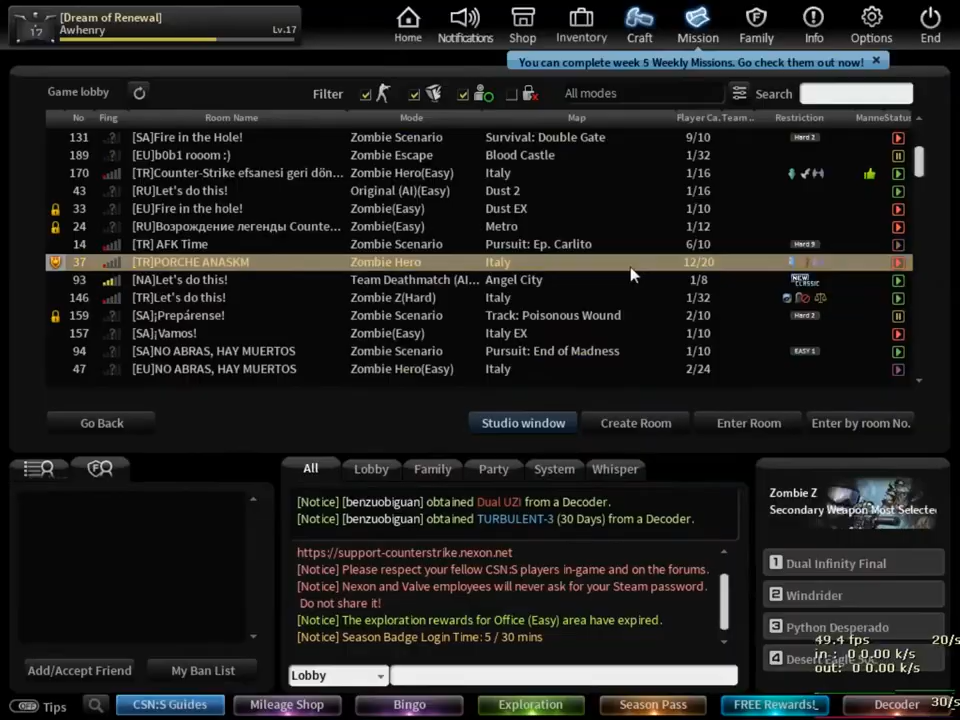 [Dream of Renewal]
Awhenry
17
Lv.17
Home
Notifications
Shop
Inventory
Craft
Mission
Family
Info
Options
End
You can complete week 5 Weekly Missions. Go check them out now!
Game lobby
Filter
All modes
Search
No Ping Room Name Mode Map Player Ca. Team .. Restriction Manne Status
131 [SA]Fire in the Hole! Zombie Scenario Survival: Double Gate 9/10 Hard 2
189 [EU]b0b1 rooom :) Zombie Escape Blood Castle 1/32
170 [TR]Counter-Strike efsanesi geri dön... Zombie Hero(Easy) Italy 1/16
43 [RU]Let's do this! Original (AI)(Easy) Dust 2 1/16
33 [EU]Fire in the hole! Zombie(Easy) Dust EX 1/10
24 [RU]Возрождение легенды Counte... Zombie(Easy) Metro 1/12
14 [TR] AFK Time Zombie Scenario Pursuit: Ep. Carlito 6/10 Hard 9
37 [TR]PORCHE ANASKM Zombie Hero Italy 12/20
93 [NA]Let's do this! Team Deathmatch (AI... Angel City 1/8 NEW CLASSIC
146 [TR]Let's do this! Zombie Z(Hard) Italy 1/32
159 [SA]¡Prepárense! Zombie Scenario Track: Poisonous Wound 2/10 Hard 2
157 [SA]¡Vamos! Zombie(Easy) Italy EX 1/10
94 [SA]NO ABRAS, HAY MUERTOS Zombie Scenario Pursuit: End of Madness 1/10 EASY 1
47 [EU]NO ABRAS, HAY MUERTOS Zombie Hero(Easy) Italy 2/24
Go Back
Studio window
Create Room
Enter Room
Enter by room No.
All
Lobby
Family
Party
System
Whisper
[Notice] [benzuobiguan] obtained Dual UZI from a Decoder.
[Notice] [benzuobiguan] obtained TURBULENT-3 (30 Days) from a Decoder.
https://support-counterstrike.nexon.net
[Notice] Please respect your fellow CSN:S players in-game and on the forums.
[Notice] Nexon and Valve employees will never ask for your Steam password.
Do not share it!
[Notice] The exploration rewards for Office (Easy) area have expired.
[Notice] Season Badge Login Time: 5 / 30 mins
Lobby
Add/Accept Friend
My Ban List
Zombie Z
Secondary Weapon Most Selecte
1 Dual Infinity Final
2 Windrider
3 Python Desperado
4
49.4 fps 20/s
in : 0 0.00 k/s
out: 0 0.00 k/s
30/s
OFF Tips
CSN:S Guides
Mileage Shop
Bingo
Exploration
Season Pass
FREE Rewards!
Decoder